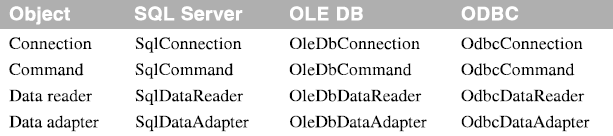 Object SQL Server OLE DB ODBC
Connection SqlConnection OleDbConnection OdbcConnection
Command SqlCommand OleDbCommand OdbcCommand
Data reader SqlDataReader OleDbDataReader OdbcDataReader
Data adapter SqlDataAdapter OleDbDataAdapter OdbcDataAdapter